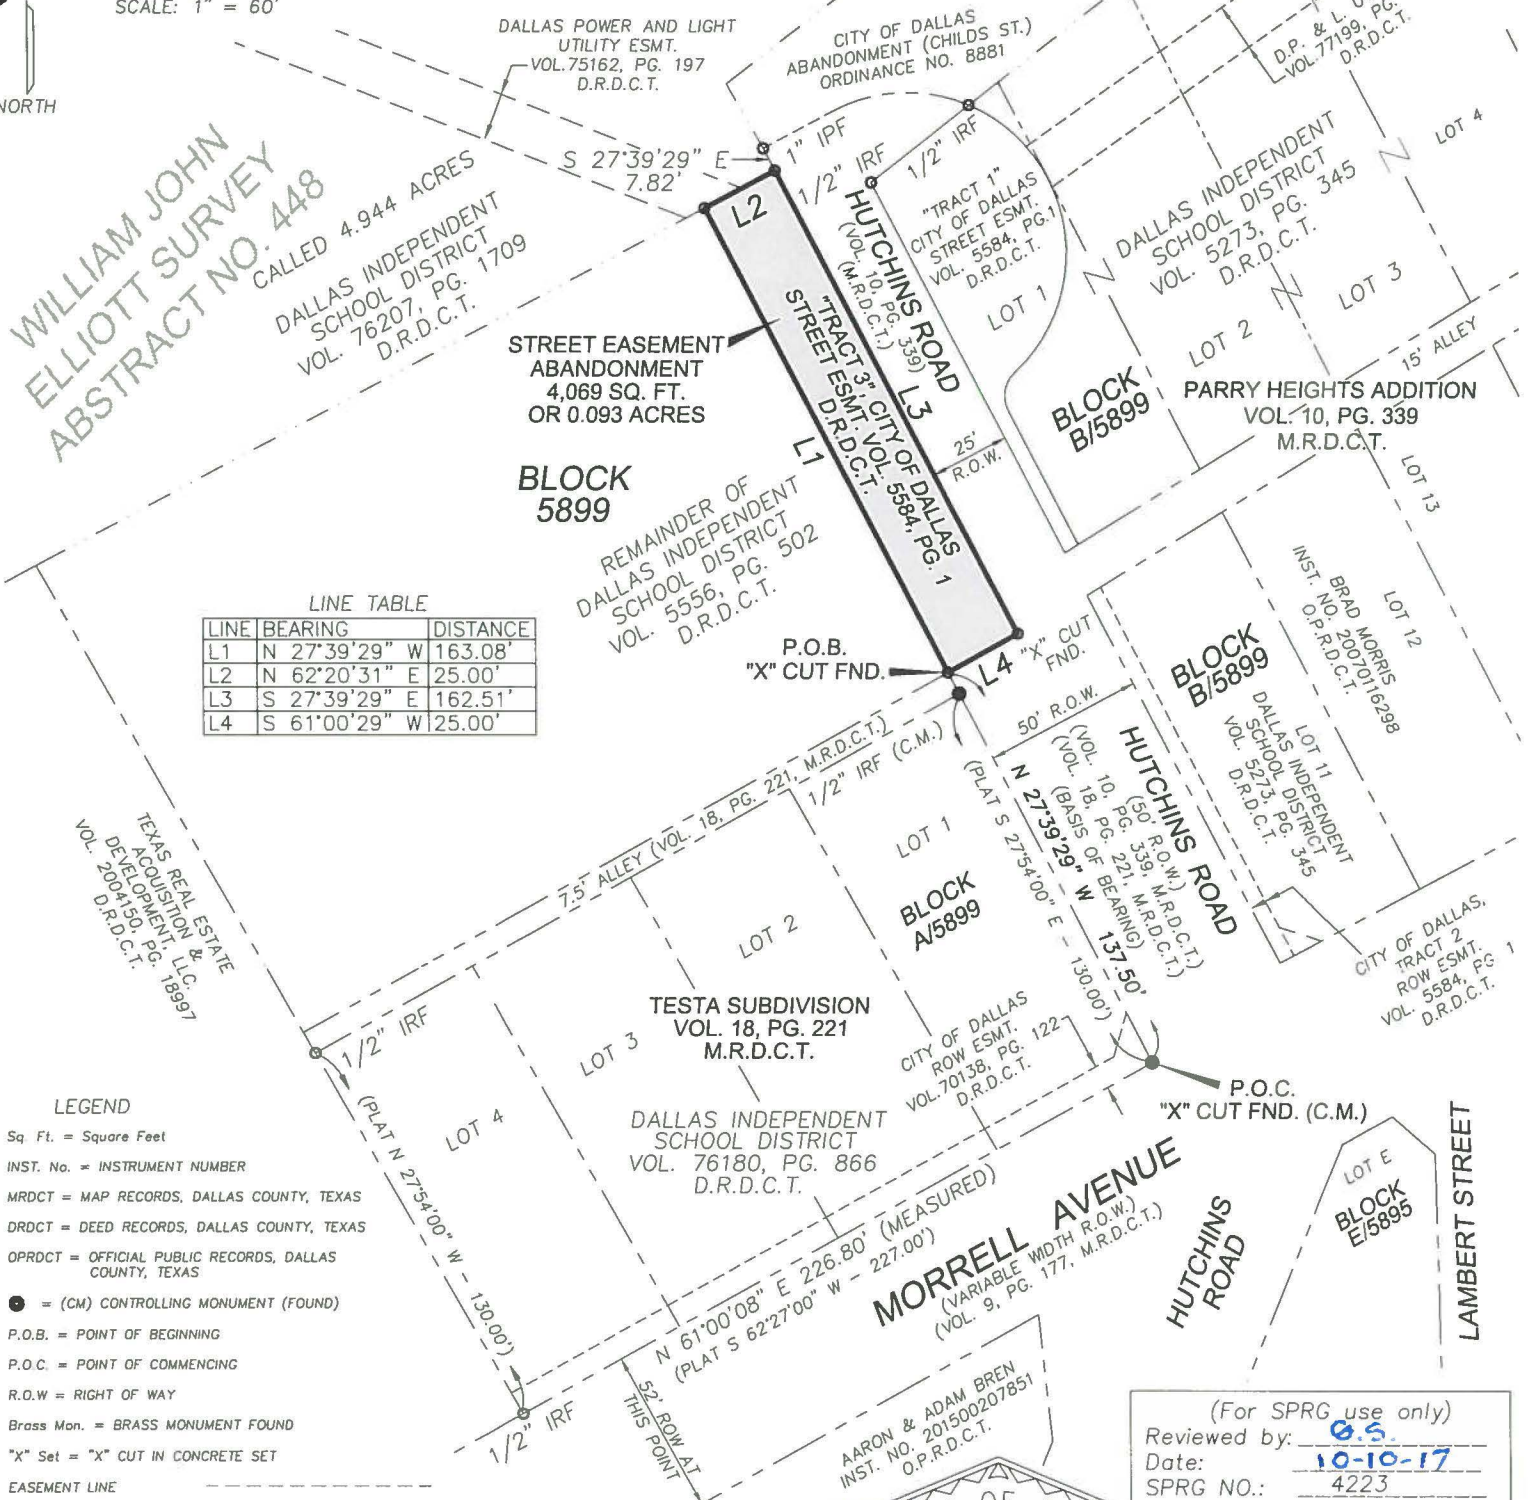 SCALE: 1" = 60'
NORTH
DALLAS POWER AND LIGHT
UTILITY ESMT.
VOL.75162, PG. 197
D.R.D.C.T.
CITY OF DALLAS
ABANDONMENT (CHILDS ST.)
ORDINANCE NO. 8881
D.P. & L.
VOL.77199, PG.
D.R.D.C.T.
WILLIAM JOHN
ELLIOTT SURVEY
ABSTRACT NO. 448
CALLED 4.944 ACRES
DALLAS INDEPENDENT
SCHOOL DISTRICT
VOL. 76207, PG. 1709
D.R.D.C.T.
S 27°39'29" E
7.82'
1" IPF
1/2" IRF
1/2" IRF
L2
HUTCHINS ROAD
(VOL. 10, PG. 339)
(M.R.D.C.T.)
"TRACT 1"
CITY OF DALLAS
STREET ESMT.
VOL. 5584, PG.1
D.R.D.C.T.
LOT 1
DALLAS INDEPENDENT
SCHOOL DISTRICT
VOL. 5273, PG. 345
D.R.D.C.T.
LOT 4
LOT 3
LOT 2
15' ALLEY
STREET EASEMENT
ABANDONMENT
4,069 SQ. FT.
OR 0.093 ACRES
"TRACT 3", CITY OF DALLAS
STREET ESMT. VOL. 5584, PG. 1
D.R.D.C.T.
L3
L1
25'
R.O.W.
BLOCK
B/5899
PARRY HEIGHTS ADDITION
VOL. 10, PG. 339
M.R.D.C.T.
LOT 13
BLOCK
5899
REMAINDER OF
DALLAS INDEPENDENT
SCHOOL DISTRICT
VOL. 5556, PG. 502
D.R.D.C.T.
LINE TABLE
LINE BEARING DISTANCE
L1 N 27°39'29" W 163.08'
L2 N 62°20'31" E 25.00'
L3 S 27°39'29" E 162.51'
L4 S 61°00'29" W 25.00'
P.O.B.
"X" CUT FND.
L4
"X" CUT
FND.
LOT 12
BRAD MORRIS
INST. NO. 20070116298
O.P.R.D.C.T.
BLOCK
B/5899
LOT 11
DALLAS INDEPENDENT
SCHOOL DISTRICT
VOL. 5273, PG. 345
D.R.D.C.T.
50' R.O.W.
HUTCHINS ROAD
(50' R.O.W.)
(VOL. 10, PG. 339, M.R.D.C.T.)
(VOL. 18, PG. 221, M.R.D.C.T.)
(BASIS OF BEARING)
N 27°39'29" W 137.50'
(PLAT S 27°54'00" E - 130.00')
7.5' ALLEY (VOL. 18, PG. 221, M.R.D.C.T.)
1/2" IRF (C.M.)
LOT 1
BLOCK
A/5899
LOT 2
TEXAS REAL ESTATE
ACQUISITION &
DEVELOPMENT, LLC.
VOL. 2004150, PG. 18997
D.R.D.C.T.
CITY OF DALLAS,
TRACT 2
ROW ESMT.
VOL. 5584, PG 1
D.R.D.C.T.
TESTA SUBDIVISION
VOL. 18, PG. 221
M.R.D.C.T.
1/2" IRF
LOT 3
CITY OF DALLAS
ROW ESMT.
VOL.70138, PG. 122
D.R.D.C.T.
P.O.C.
"X" CUT FND. (C.M.)
LOT 4
DALLAS INDEPENDENT
SCHOOL DISTRICT
VOL. 76180, PG. 866
D.R.D.C.T.
(PLAT N 27°54'00" W - 130.00')
LEGEND
Sq. Ft. = Square Feet
INST. No. = INSTRUMENT NUMBER
MRDCT = MAP RECORDS, DALLAS COUNTY, TEXAS
DRDCT = DEED RECORDS, DALLAS COUNTY, TEXAS
OPRDCT = OFFICIAL PUBLIC RECORDS, DALLAS
COUNTY, TEXAS
= (CM) CONTROLLING MONUMENT (FOUND)
P.O.B. = POINT OF BEGINNING
P.O.C. = POINT OF COMMENCING
R.O.W = RIGHT OF WAY
Brass Mon. = BRASS MONUMENT FOUND
"X" Set = "X" CUT IN CONCRETE SET
EASEMENT LINE
N 61°00'08" E 226.80' (MEASURED)
(PLAT S 62°27'00" W - 227.00')
MORRELL AVENUE
(VARIABLE WIDTH R.O.W.)
(VOL. 9, PG. 177, M.R.D.C.T.)
HUTCHINS
ROAD
LOT E
BLOCK
E/5895
LAMBERT STREET
1/2" IRF
52' ROW AT
THIS POINT
AARON & ADAM BREN
INST. NO. 201500207851
O.P.R.D.C.T.
OF
(For SPRG use only)
Reviewed by: G.S.
Date: 10-10-17
SPRG NO.: 4223